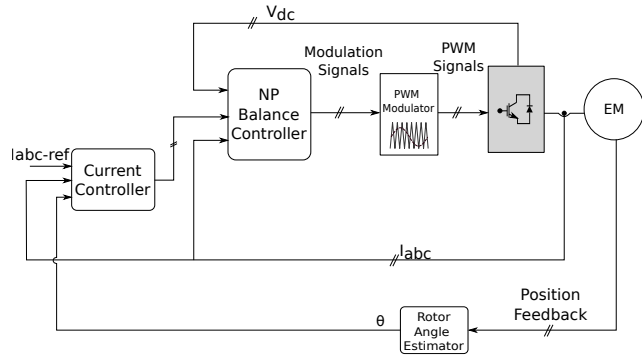 Vdc
Modulation
Signals
PWM
Signals
NP
Balance
Controller
PWM
Modulator
EM
Iabc-ref
Current
Controller
Iabc
Position
Feedback
θ
Rotor
Angle
Estimator